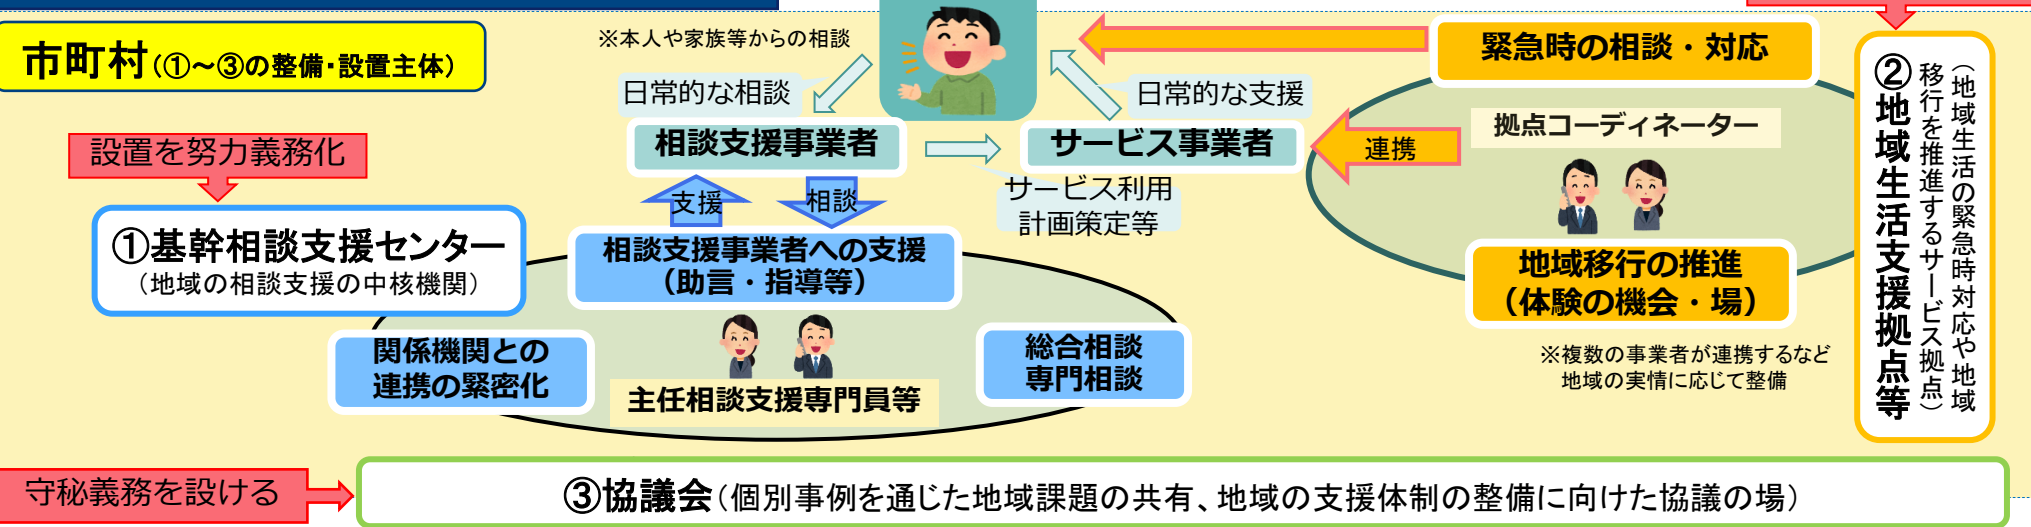 市町村(①～③の整備・設置主体)
※本人や家族等からの相談
日常的な相談
日常的な支援
緊急時の相談・対応
相談支援事業者
サービス事業者
連携
拠点コーディネーター
設置を努力義務化
支援
相談
サービス利用
計画策定等
①基幹相談支援センター
(地域の相談支援の中核機関)
相談支援事業者への支援
(助言・指導等)
地域移行の推進
(体験の機会・場)
②地域生活支援拠点等
(地域生活の緊急時対応や地域
移行を推進するサービス拠点)
関係機関との
連携の緊密化
主任相談支援専門員等
総合相談
専門相談
※複数の事業者が連携するなど
地域の実情に応じて整備
守秘義務を設ける
③協議会(個別事例を通じた地域課題の共有、地域の支援体制の整備に向けた協議の場)